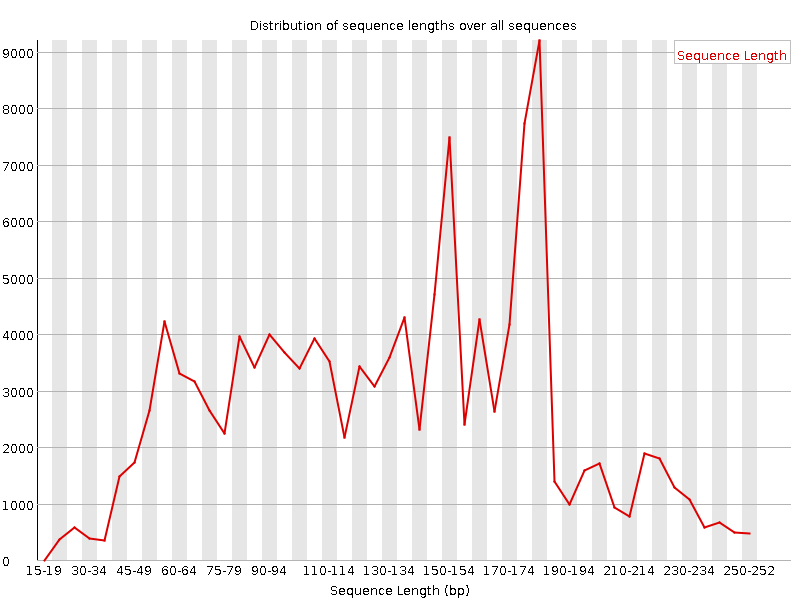 Distribution of sequence lengths over all sequences
Sequence Length
9000
8000
7000
6000
5000
4000
3000
2000
1000
0
15-19 30-34 45-49 60-64 75-79 90-94 110-114 130-134 150-154 170-174 190-194 210-214 230-234 250-252
Sequence Length (bp)